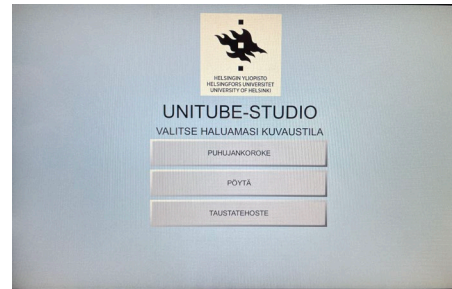 HELSINGIN YLIOPISTO
HELSINGFORS UNIVERSITET
UNIVERSITY OF HELSINKI
UNITUBE-STUDIO
VALITSE HALUAMASI KUVAUSTILA
PUHUJANKOROKE
PÖYTÄ
TAUSTATEHOSTE